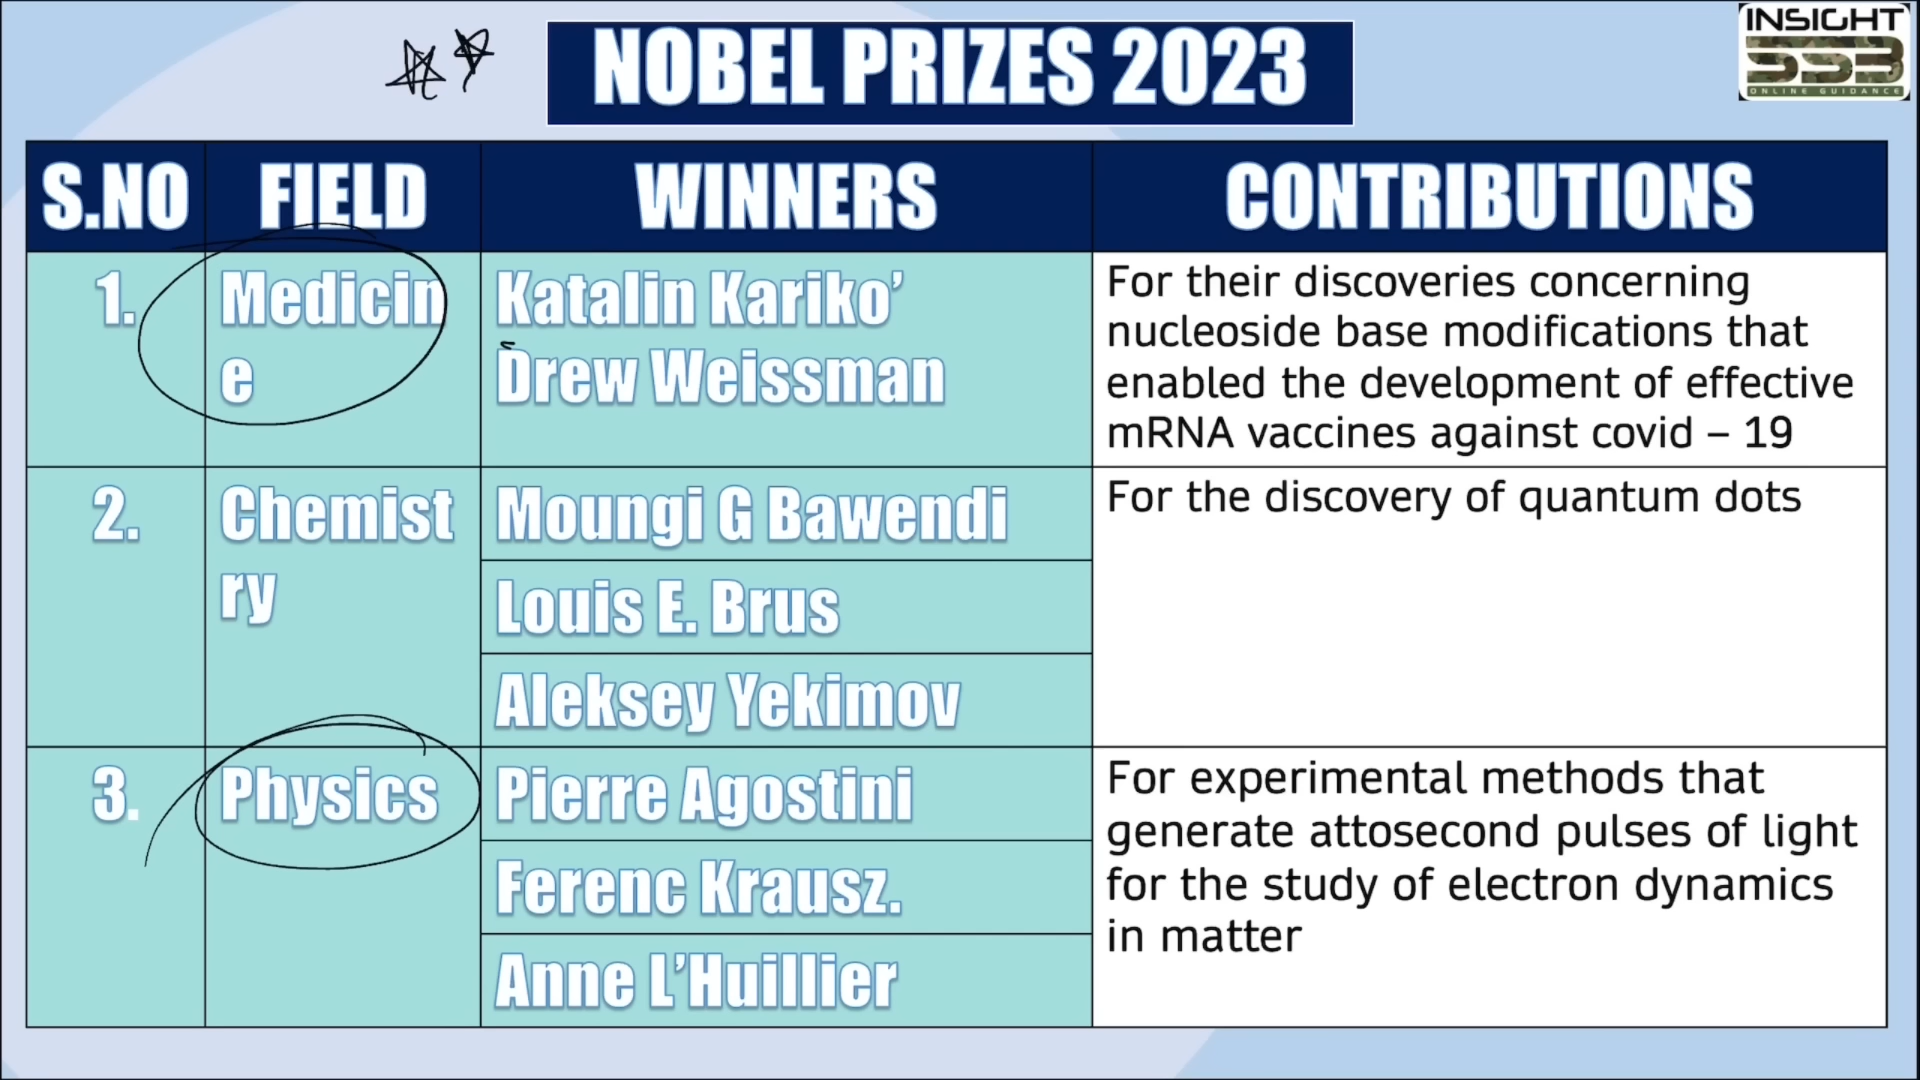 NOBEL PRIZES 2023
INSIGHT
SSB
ONLINE GUIDANCE
S.NO FIELD WINNERS CONTRIBUTIONS
1.
Medicin
e
Katalin Kariko’
Drew Weissman
For their discoveries concerning
nucleoside base modifications that
enabled the development of effective
mRNA vaccines against covid – 19
2.
Chemist
ry
Moungi G Bawendi
Louis E. Brus
Aleksey Yekimov
For the discovery of quantum dots
3.
Physics
Pierre Agostini
Ferenc Krausz.
Anne L’Huillier
For experimental methods that
generate attosecond pulses of light
for the study of electron dynamics
in matter